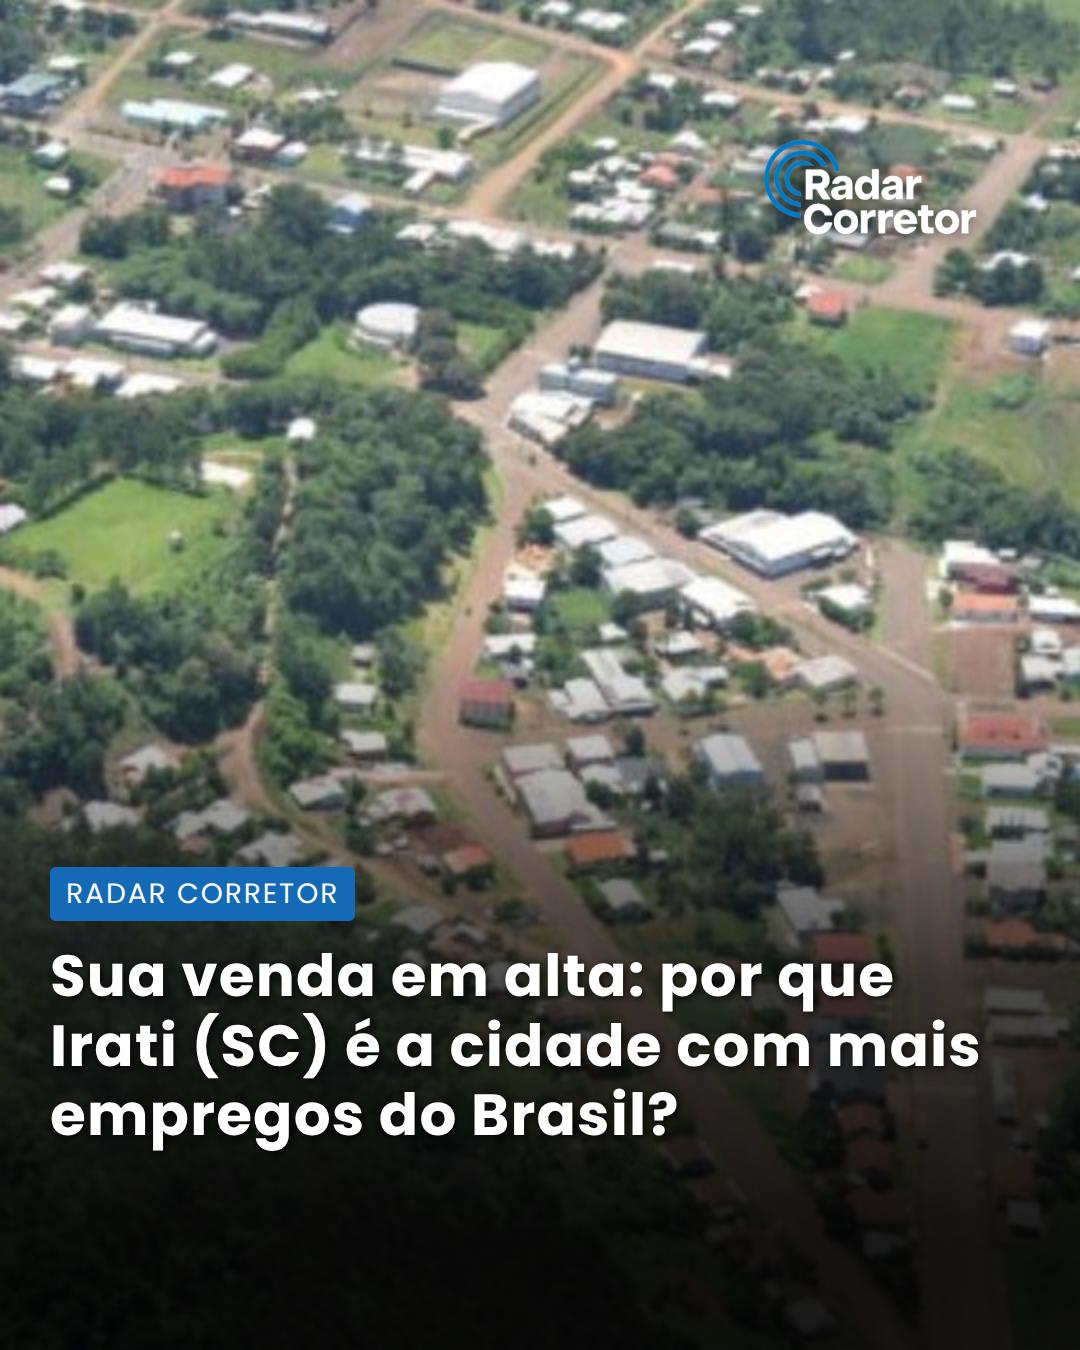 Radar
Corretor
RADAR CORRETOR
Sua venda em alta: por que
Irati (SC) é a cidade com mais
empregos do Brasil?